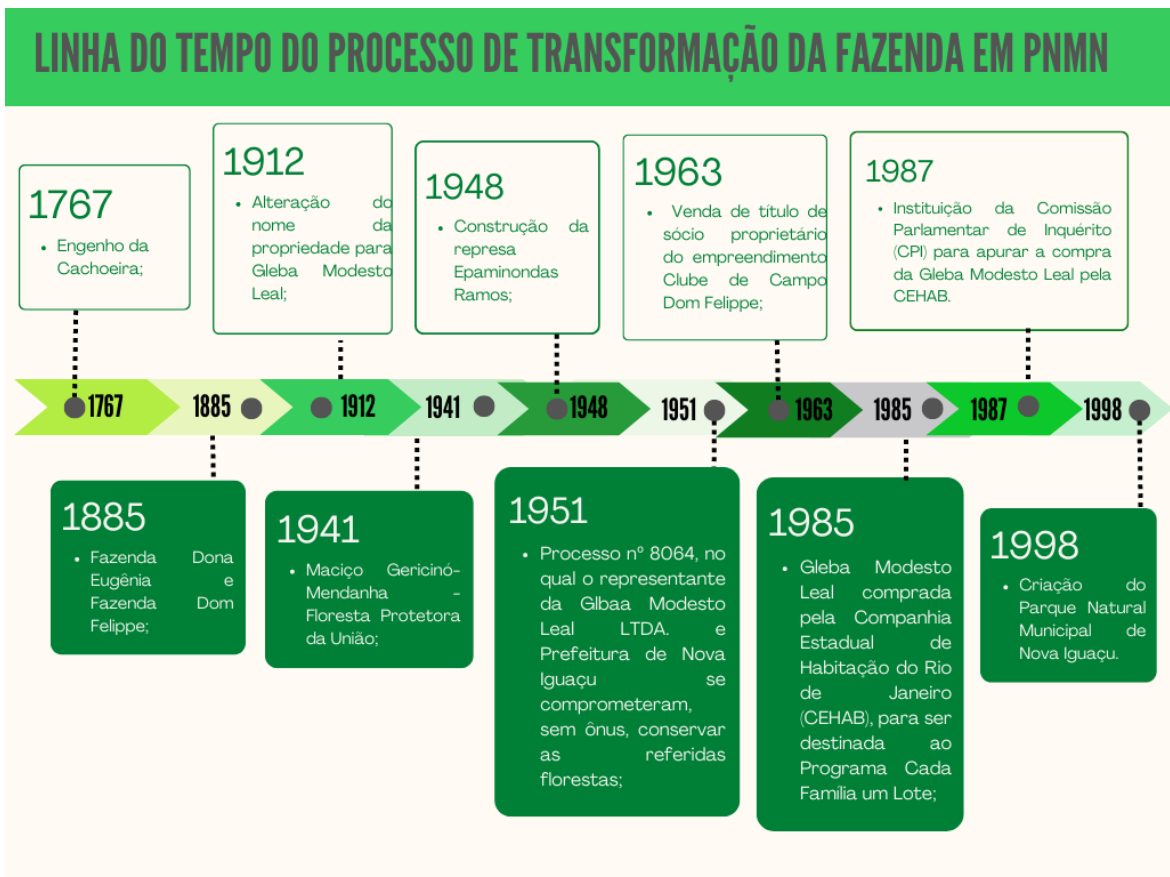 LINHA DO TEMPO DO PROCESSO DE TRANSFORMAÇÃO DA FAZENDA EM PNMN
1767
• Engenho da
Cachoeira;
1912
• Alteração do
nome da
propriedade para
Gleba Modesto
Leal;
1948
• Construção da
represa
Epaminondas
Ramos;
1963
• Venda de título de
sócio proprietário
do empreendimento
Clube de Campo
Dom Felippe;
1987
• Instituição da Comissão
Parlamentar de Inquérito
(CPI) para apurar a compra
da Gleba Modesto Leal pela
CEHAB.
1767 1885 1912 1941 1948 1951 1963 1985 1987 1998
1885
• Fazenda Dona
Eugênia e
Fazenda Dom
Felippe;
1941
• Maciço Gericinó-
Mendanha –
Floresta Protetora
da União;
1951
• Processo nº 8064, no
qual o representante
da Glbaa Modesto
Leal LTDA. e
Prefeitura de Nova
Iguaçu se
comprometeram,
sem ônus, conservar
as referidas
florestas;
1985
• Gleba Modesto
Leal comprada
pela Companhia
Estadual de
Habitação do Rio
de Janeiro
(CEHAB), para ser
destinada ao
Programa Cada
Família um Lote;
1998
• Criação do
Parque Natural
Municipal de
Nova Iguaçu.